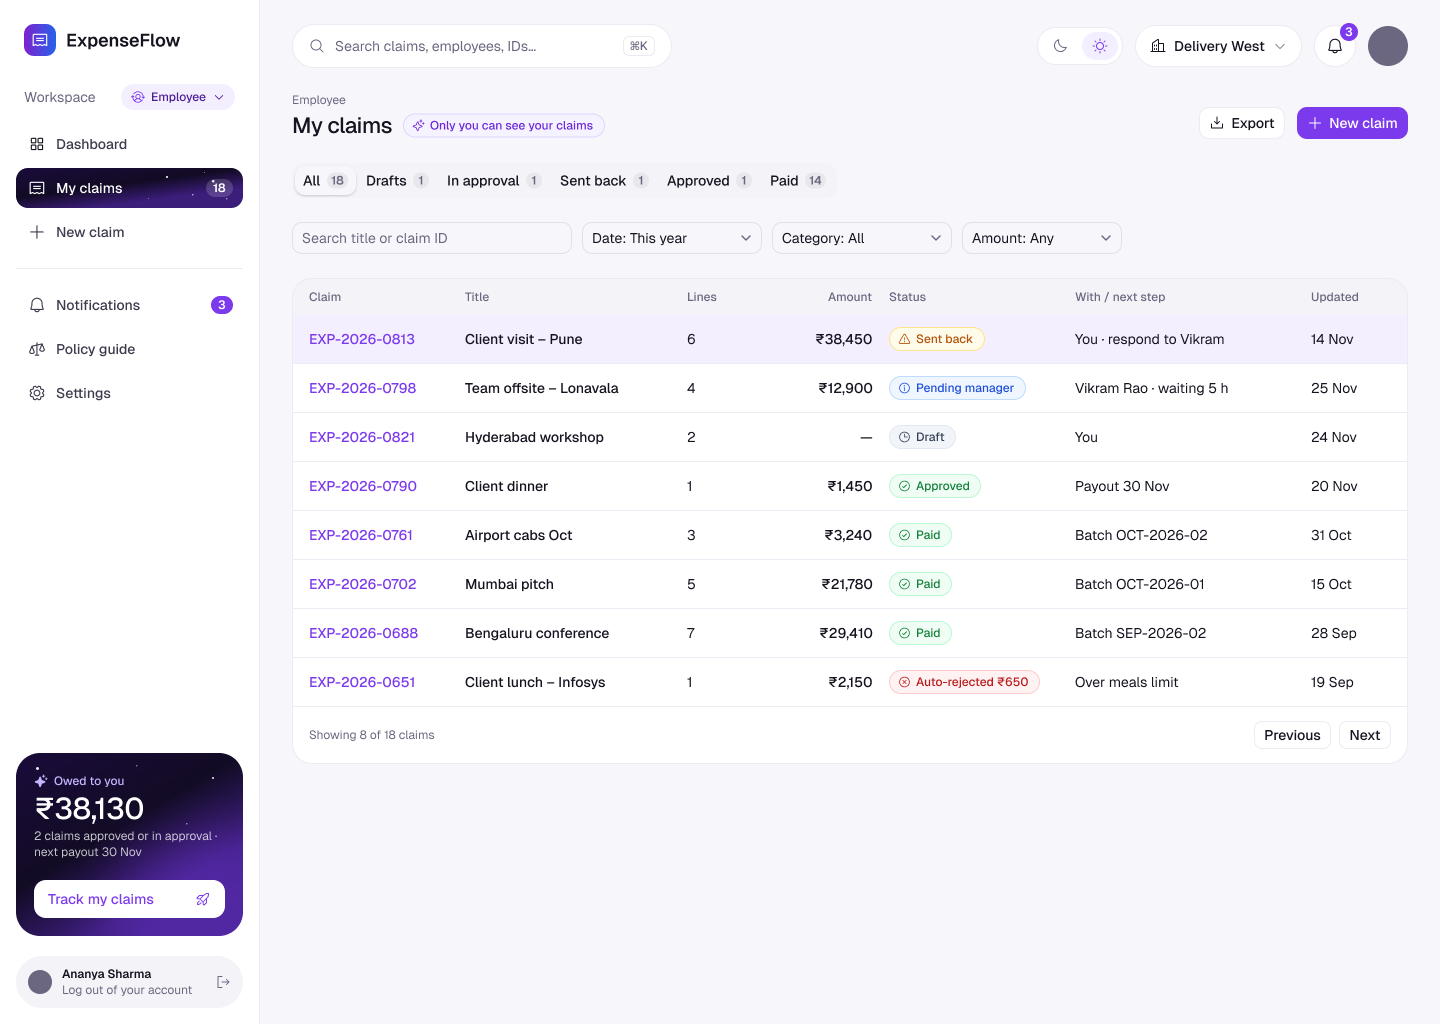 ExpenseFlow
Workspace
Employee
Dashboard
My claims 18
New claim
Notifications 3
Policy guide
Settings
Owed to you
₹38,130
2 claims approved or in approval ·
next payout 30 Nov
Track my claims
Ananya Sharma
Log out of your account
Search claims, employees, IDs… ⌘K
Delivery West
3
Employee
My claims
Only you can see your claims
Export
New claim
All 18 Drafts 1 In approval 1 Sent back 1 Approved 1 Paid 14
Search title or claim ID
Date: This year
Category: All
Amount: Any
Claim Title Lines Amount Status With / next step Updated
EXP-2026-0813 Client visit – Pune 6 ₹38,450 Sent back You · respond to Vikram 14 Nov
EXP-2026-0798 Team offsite – Lonavala 4 ₹12,900 Pending manager Vikram Rao · waiting 5 h 25 Nov
EXP-2026-0821 Hyderabad workshop 2 — Draft You 24 Nov
EXP-2026-0790 Client dinner 1 ₹1,450 Approved Payout 30 Nov 20 Nov
EXP-2026-0761 Airport cabs Oct 3 ₹3,240 Paid Batch OCT-2026-02 31 Oct
EXP-2026-0702 Mumbai pitch 5 ₹21,780 Paid Batch OCT-2026-01 15 Oct
EXP-2026-0688 Bengaluru conference 7 ₹29,410 Paid Batch SEP-2026-02 28 Sep
EXP-2026-0651 Client lunch – Infosys 1 ₹2,150 Auto-rejected ₹650 Over meals limit 19 Sep
Showing 8 of 18 claims
Previous
Next